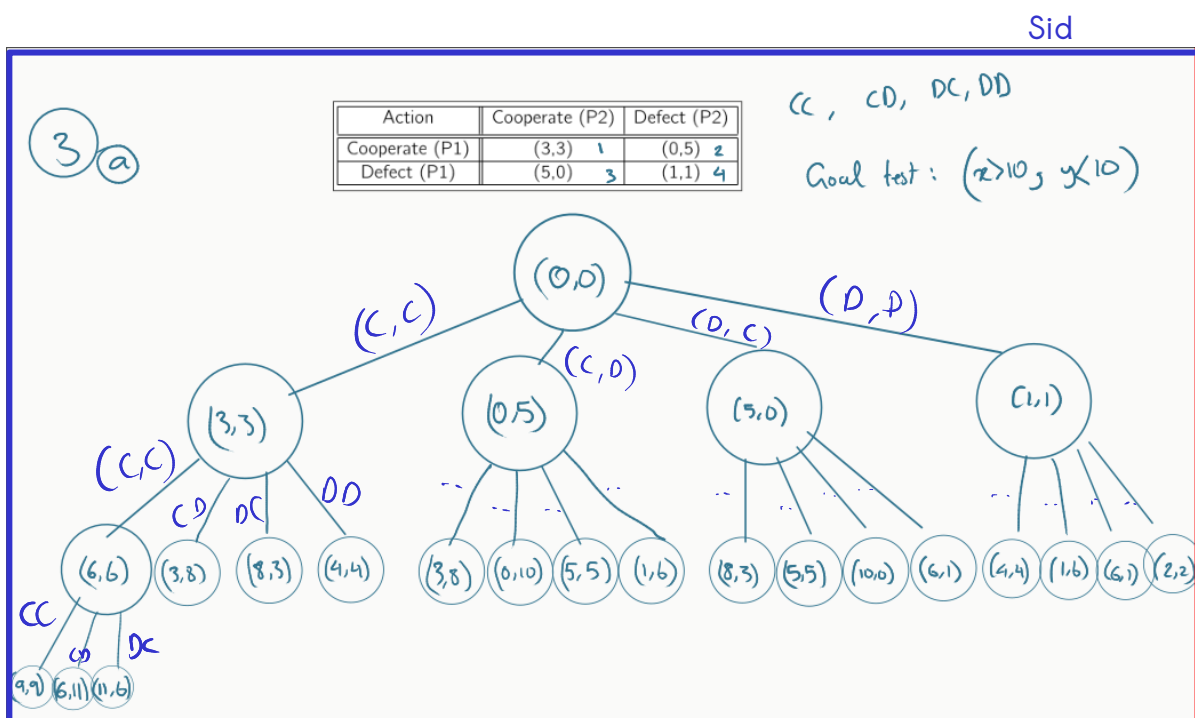 Sid
3 a
Action Cooperate (P2) Defect (P2)
Cooperate (P1) (3,3) 1 (0,5) 2
Defect (P1) (5,0) 3 (1,1) 4
CC, CD, DC, DD
Goal test: (x>10, y<10)
(0,0)
(C,C) (C,D) (D,C) (D,D)
(3,3) (0,5) (5,0) (1,1)
(C,C) CD DC DD -- -- -- -- -- -- -- -- -- -- -- --
(6,6) (3,8) (8,3) (4,4) (3,8) (0,10) (5,5) (1,6) (8,3) (5,5) (10,0) (6,1) (4,4) (1,6) (6,1) (2,2)
CC CD DC
(9,9) (6,11) (11,6)